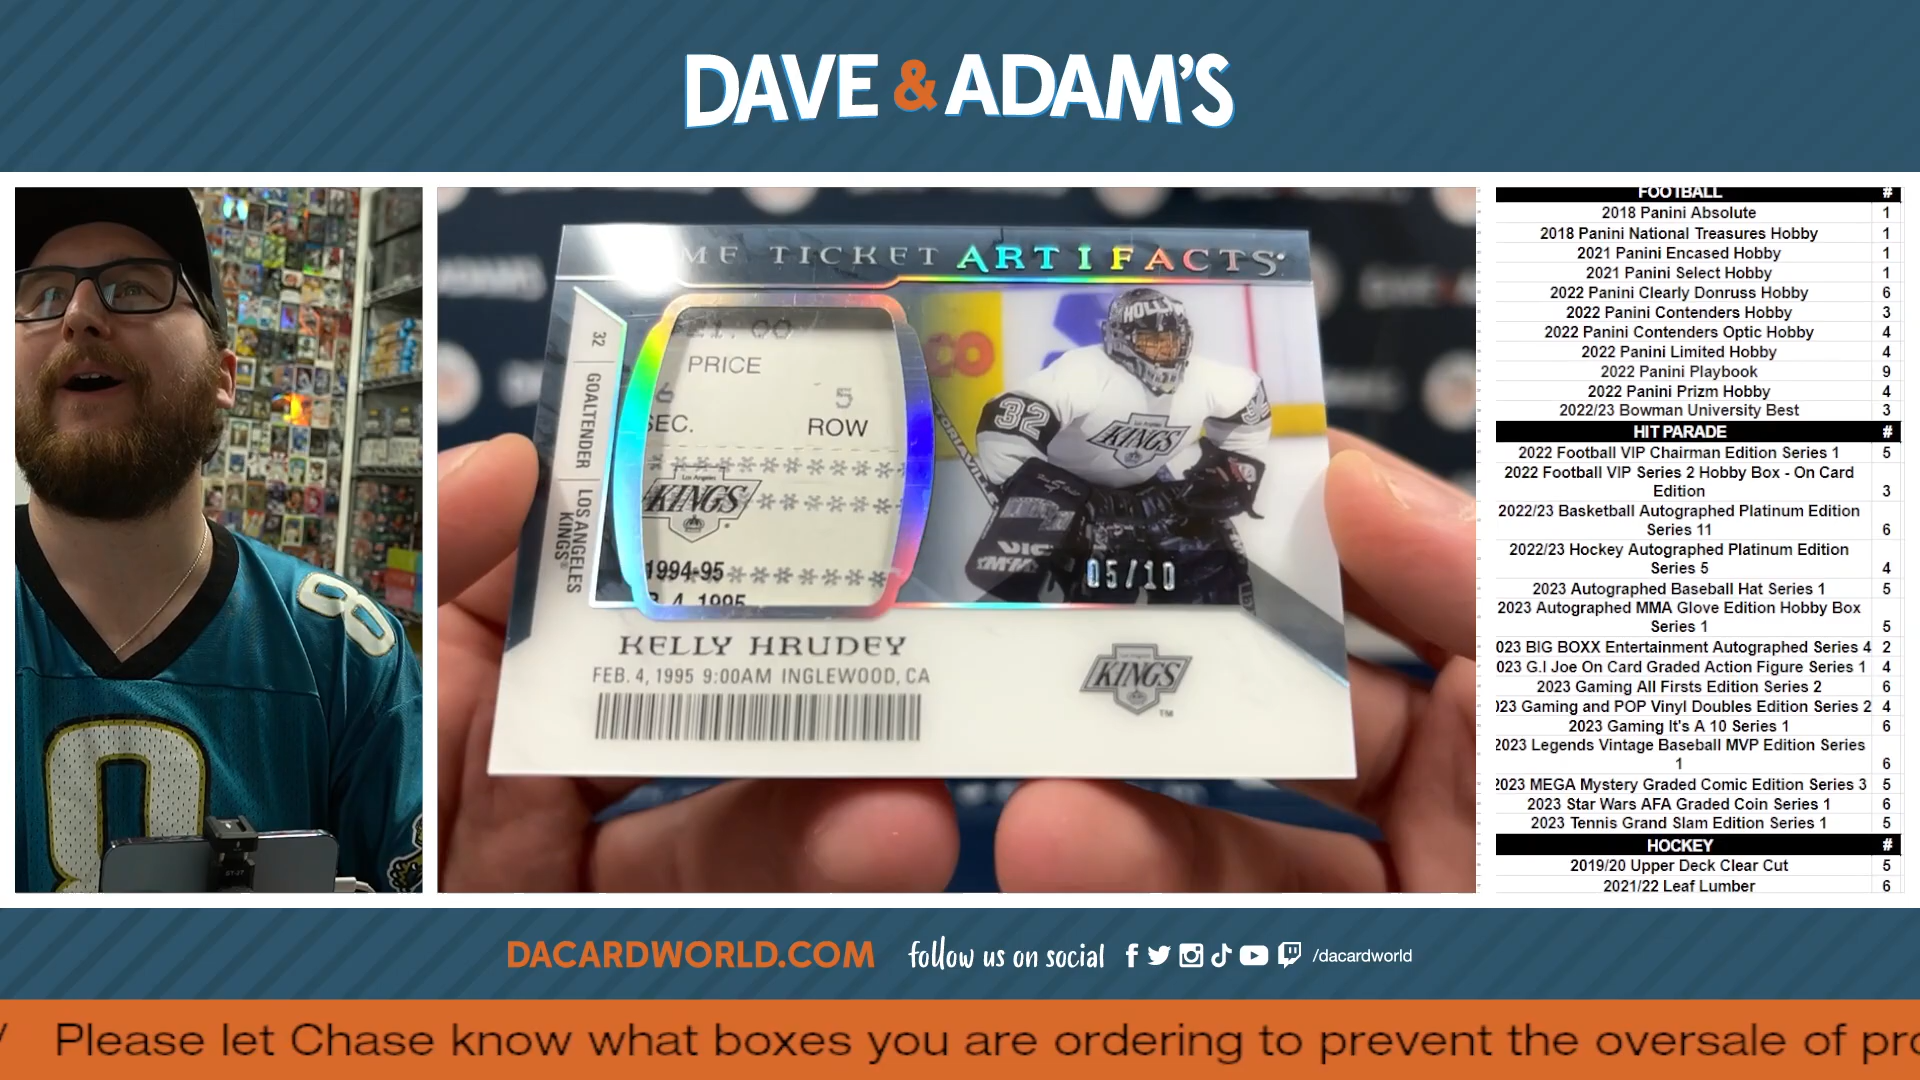 DAVE & ADAM'S
ME TICKET ARTIFACTS
32
GOALTENDER
LOS ANGELES
KINGS
21.00
PRICE
6 5
SEC. ROW
Los Angeles
KINGS
1994-95
4, 1995
HOLLY
32
KINGS
VIC
05/10
KELLY HRUDEY
FEB. 4, 1995 9:00AM INGLEWOOD, CA
KINGS
TM
8
FOOTBALL #
2018 Panini Absolute 1
2018 Panini National Treasures Hobby 1
2021 Panini Encased Hobby 1
2021 Panini Select Hobby 1
2022 Panini Clearly Donruss Hobby 6
2022 Panini Contenders Hobby 3
2022 Panini Contenders Optic Hobby 4
2022 Panini Limited Hobby 4
2022 Panini Playbook 9
2022 Panini Prizm Hobby 4
2022/23 Bowman University Best 3
HIT PARADE #
2022 Football VIP Chairman Edition Series 1 5
2022 Football VIP Series 2 Hobby Box - On Card
Edition 3
2022/23 Basketball Autographed Platinum Edition
Series 11 6
2022/23 Hockey Autographed Platinum Edition
Series 5 4
2023 Autographed Baseball Hat Series 1 5
2023 Autographed MMA Glove Edition Hobby Box
Series 1 5
023 BIG BOXX Entertainment Autographed Series 4 2
023 G.I Joe On Card Graded Action Figure Series 1 4
2023 Gaming All Firsts Edition Series 2 6
023 Gaming and POP Vinyl Doubles Edition Series 2 4
2023 Gaming It's A 10 Series 1 6
2023 Legends Vintage Baseball MVP Edition Series
1 6
2023 MEGA Mystery Graded Comic Edition Series 3 5
2023 Star Wars AFA Graded Coin Series 1 6
2023 Tennis Grand Slam Edition Series 1 5
HOCKEY #
2019/20 Upper Deck Clear Cut 5
2021/22 Leaf Lumber 6
DACARDWORLD.COM follow us on social /dacardworld
Please let Chase know what boxes you are ordering to prevent the oversale of pro